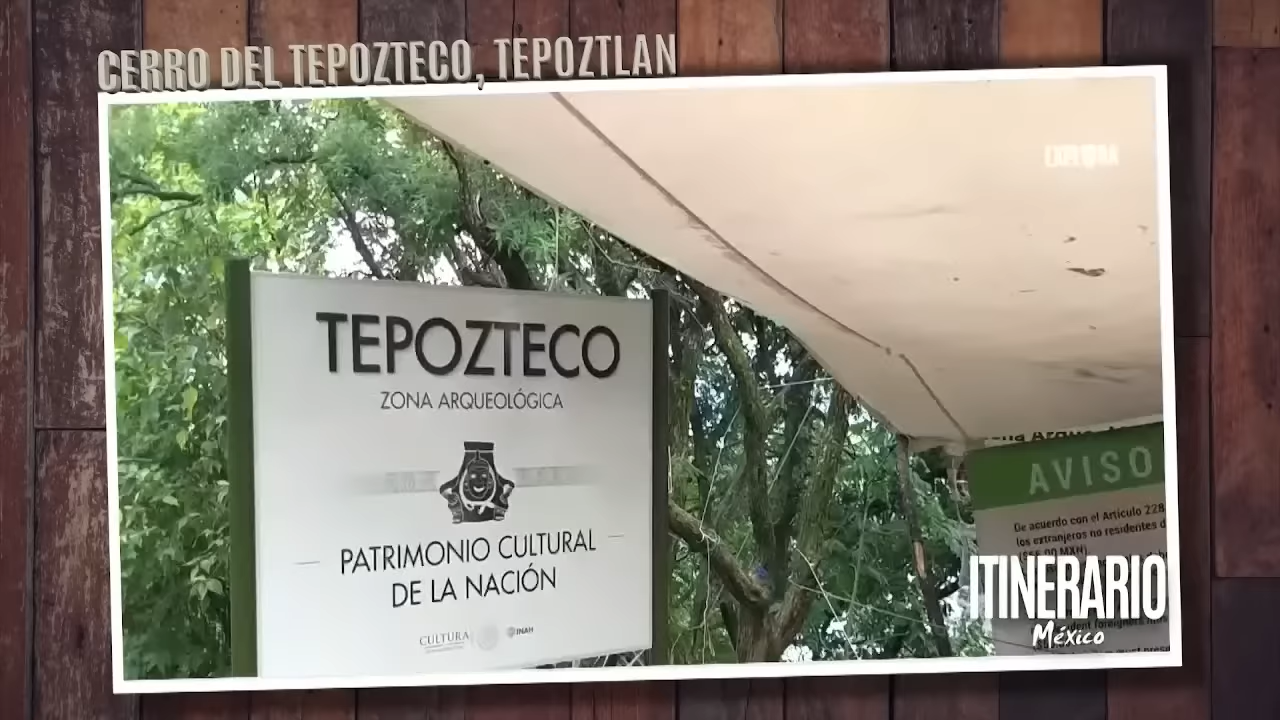 CERRO DEL TEPOZTECO, TEPOZTLAN
EXPLORA
TEPOZTECO
ZONA ARQUEOLÓGICA
PATRIMONIO CULTURAL
DE LA NACIÓN
CULTURA
INAH
AVISO
De acuerdo con el Artículo 228
los extranjeros no residentes d
ITINERARIO
México